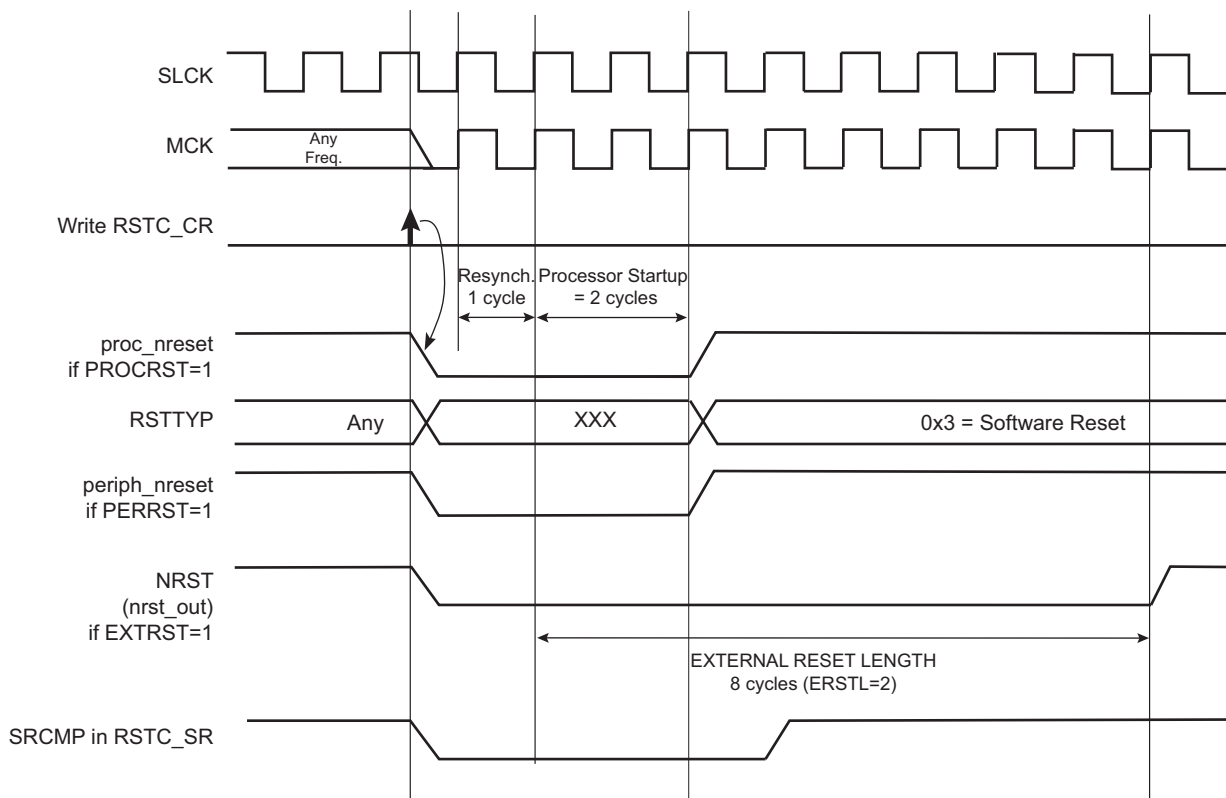 SLCK
MCK
Any
Freq.
Write RSTC_CR
Resynch.
1 cycle
Processor Startup
= 2 cycles
proc_nreset
if PROCRST=1
RSTTYP
Any
XXX
0x3 = Software Reset
periph_nreset
if PERRST=1
NRST
(nrst_out)
if EXTRST=1
EXTERNAL RESET LENGTH
8 cycles (ERSTL=2)
SRCMP in RSTC_SR